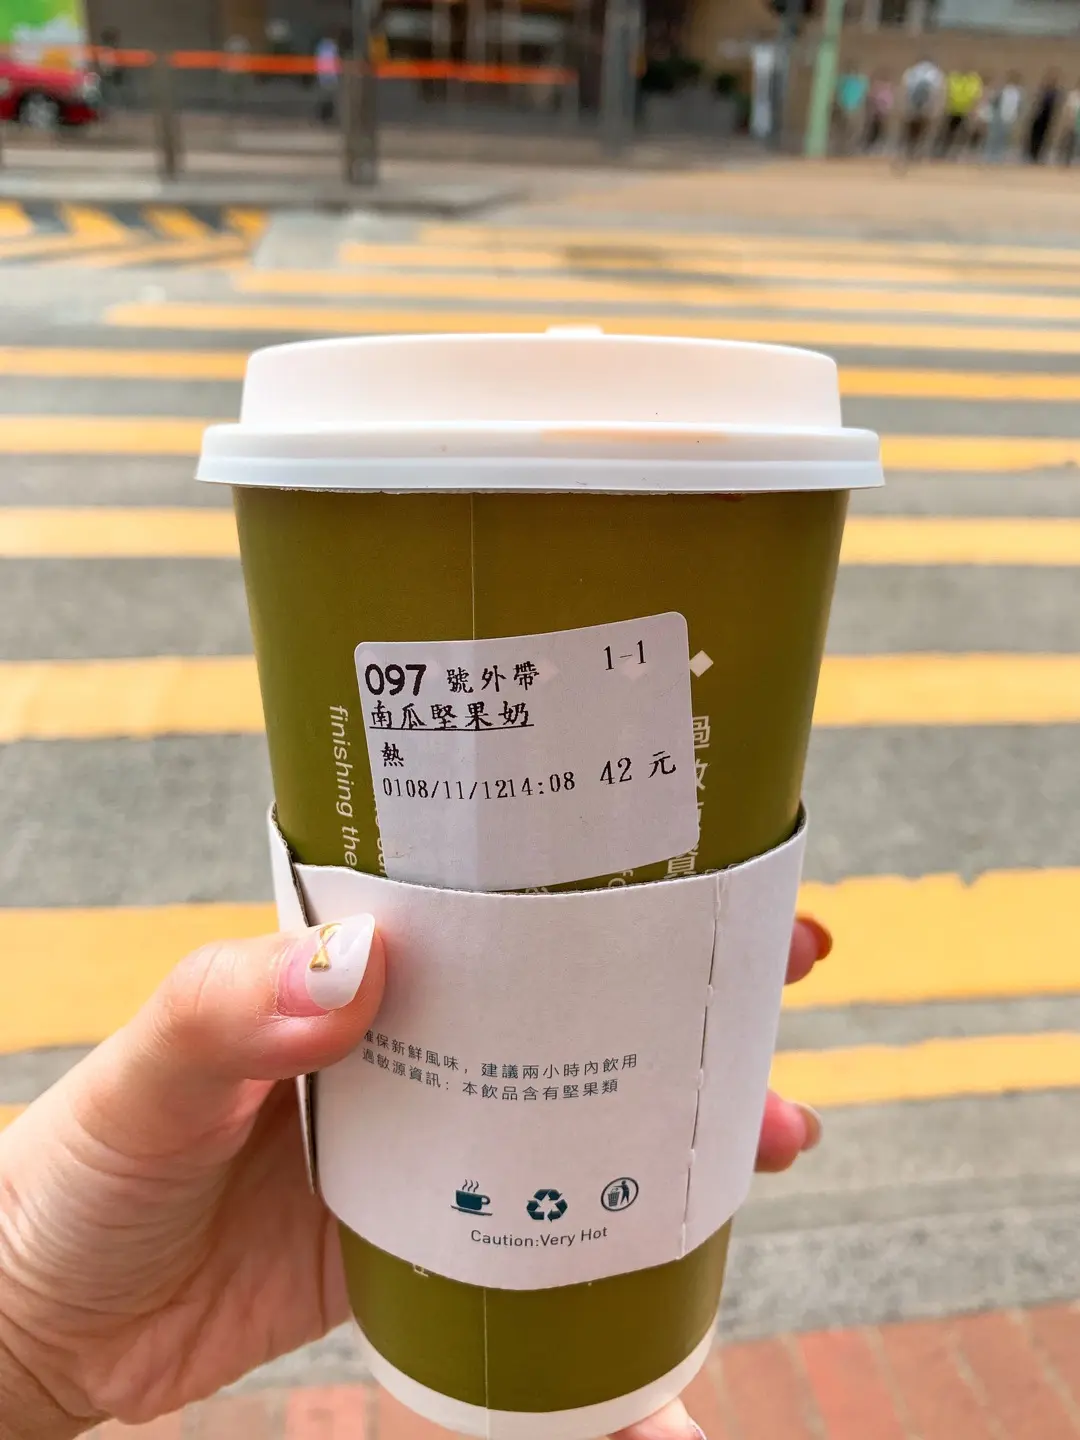 097 號外帶 1-1
南瓜堅果奶
熱
0108/11/1214:08 42 元
finishing the
過敏
保新鮮風味，建議兩小時內飲用
過敏源資訊：本飲品含有堅果類
Caution:Very Hot